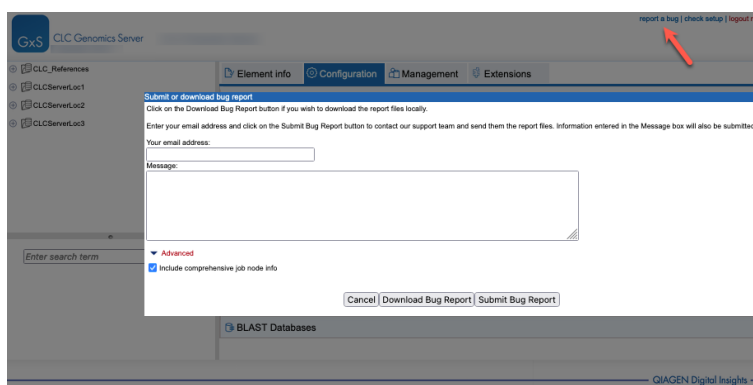 report a bug | check setup | logout
GxS CLC Genomics Server
CLC_References
CLCServerLoc1
CLCServerLoc2
CLCServerLoc3
Element info Configuration Management Extensions
Submit or download bug report
Click on the Download Bug Report button if you wish to download the report files locally.
Enter your email address and click on the Submit Bug Report button to contact our support team and send them the report files. Information entered in the Message box will also be submitted
Your email address:
Message:
Advanced
Enter search term
Include comprehensive job node info
Cancel Download Bug Report Submit Bug Report
BLAST Databases
QIAGEN Digital Insights